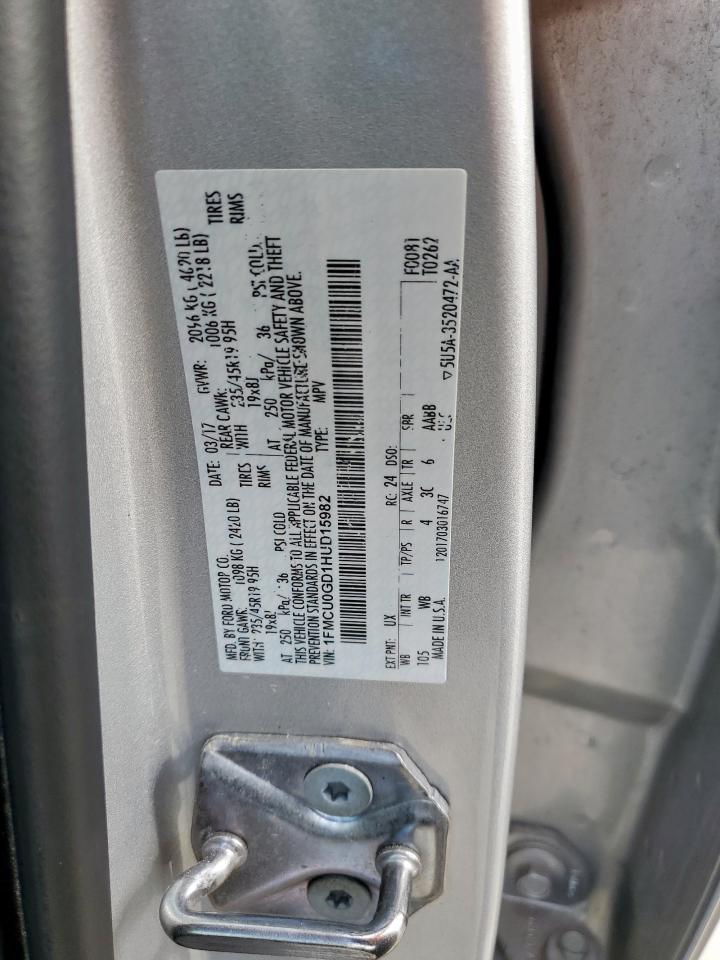 MFD. BY FORD MOTOR CO.
DATE: 03/17 GVWR: 2096 KG ( 4620 LB)
FRONT GAWR: 1098 KG ( 2420 LB) REAR GAWR: 1006 KG ( 2218 LB)
WITH 235/45R19 95H TIRES WITH 235/45R19 95H TIRES
19x8J RIMS 19x8J RIMS
AT 250 kPa/ 36 PSI COLD AT 250 kPa/ 36 PSI COLD
THIS VEHICLE CONFORMS TO ALL APPLICABLE FEDERAL MOTOR VEHICLE SAFETY AND THEFT
PREVENTION STANDARDS IN EFFECT ON THE DATE OF MANUFACTURE SHOWN ABOVE.
VIN: 1FMCU0GD1HUD15982 TYPE: MPV
EXT PNT: UX RC: 24 DSO: F0081
WB INT TR TP/PS R AXLE TR SPR T0262
105 WB 4 3C 6 AABB
MADE IN U.S.A. 1201703016747 ▽5U5A-3520472-AA